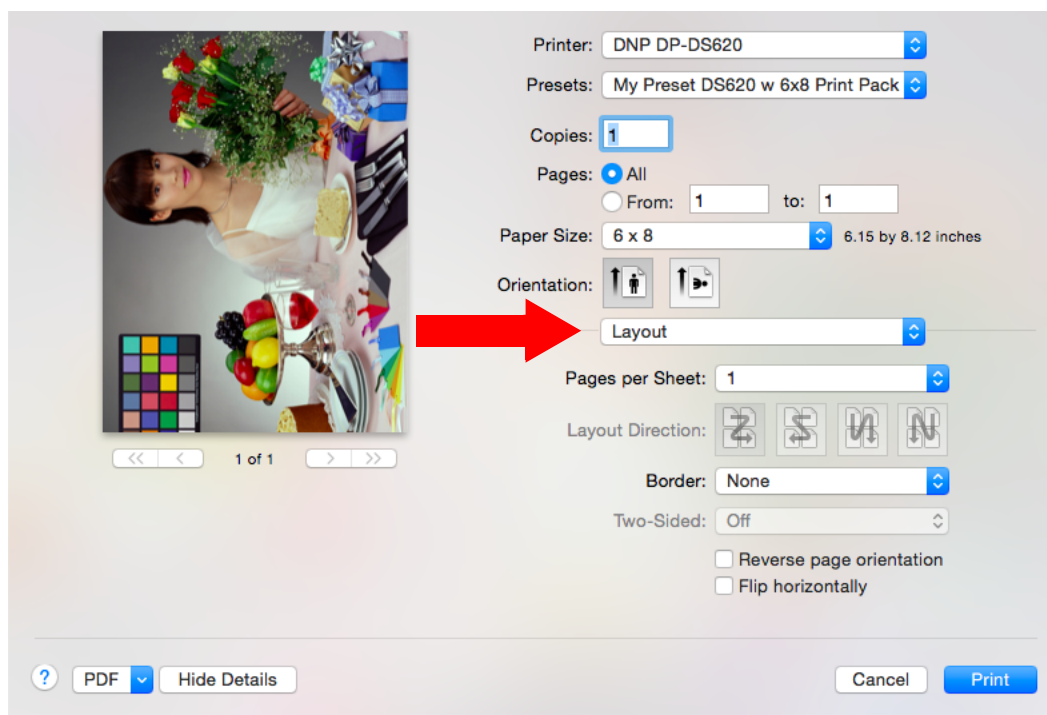 Printer: DNP DP-DS620
Presets: My Preset DS620 w 6x8 Print Pack
Copies: 1
Pages: All
From: 1 to: 1
Paper Size: 6 x 8 6.15 by 8.12 inches
Orientation:
Layout
Pages per Sheet: 1
Layout Direction:
Border: None
Two-Sided: Off
Reverse page orientation
Flip horizontally
<< < 1 of 1 > >>
? PDF Hide Details Cancel Print